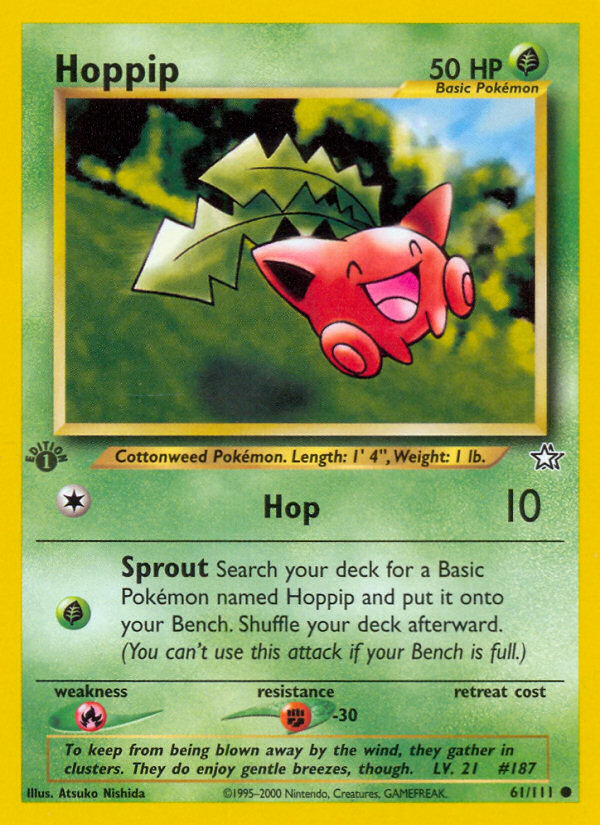 Hoppip
50 HP
Basic Pokémon
EDITION
1
Cottonweed Pokémon. Length: 1' 4", Weight: 1 lb.
Hop 10
Sprout Search your deck for a Basic
Pokémon named Hoppip and put it onto
your Bench. Shuffle your deck afterward.
(You can't use this attack if your Bench is full.)
weakness resistance retreat cost
-30
To keep from being blown away by the wind, they gather in
clusters. They do enjoy gentle breezes, though. LV. 21 #187
Illus. Atsuko Nishida ©1995–2000 Nintendo, Creatures, GAMEFREAK. 61/111